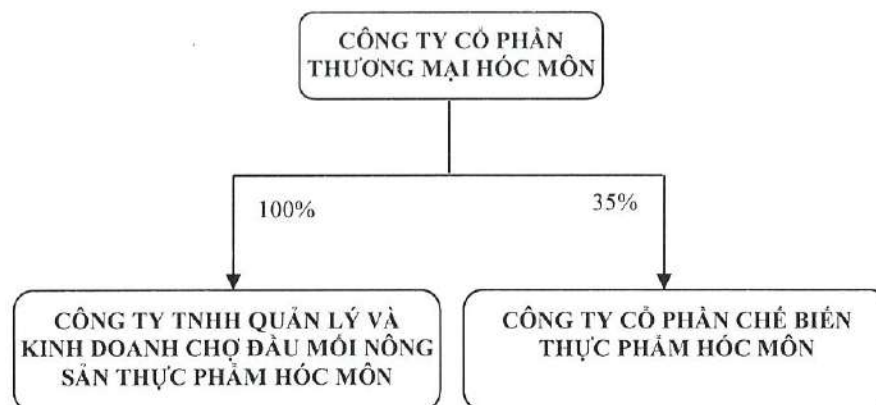 CÔNG TY CỔ PHẦN
THƯƠNG MẠI HÓC MÔN
100%
35%
CÔNG TY TNHH QUẢN LÝ VÀ
KINH DOANH CHỢ ĐẦU MỐI NÔNG
SẢN THỰC PHẨM HÓC MÔN
CÔNG TY CỔ PHẦN CHẾ BIẾN
THỰC PHẨM HÓC MÔN